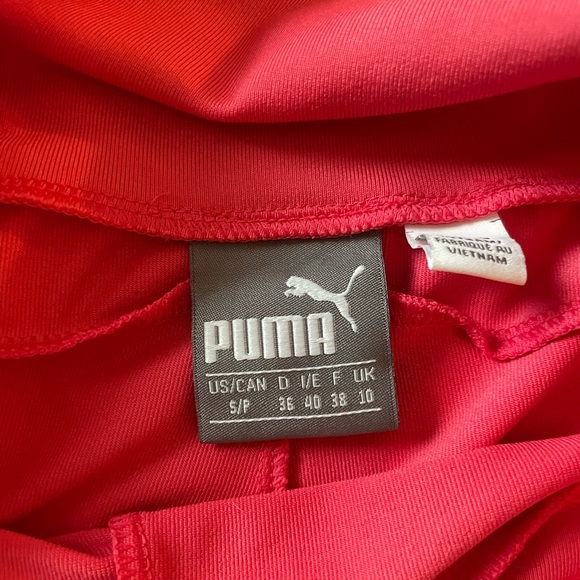 PUMA
US/CAN D I/E F UK
S/P 36 40 38 10
FABRIQUÉ AU
VIETNAM